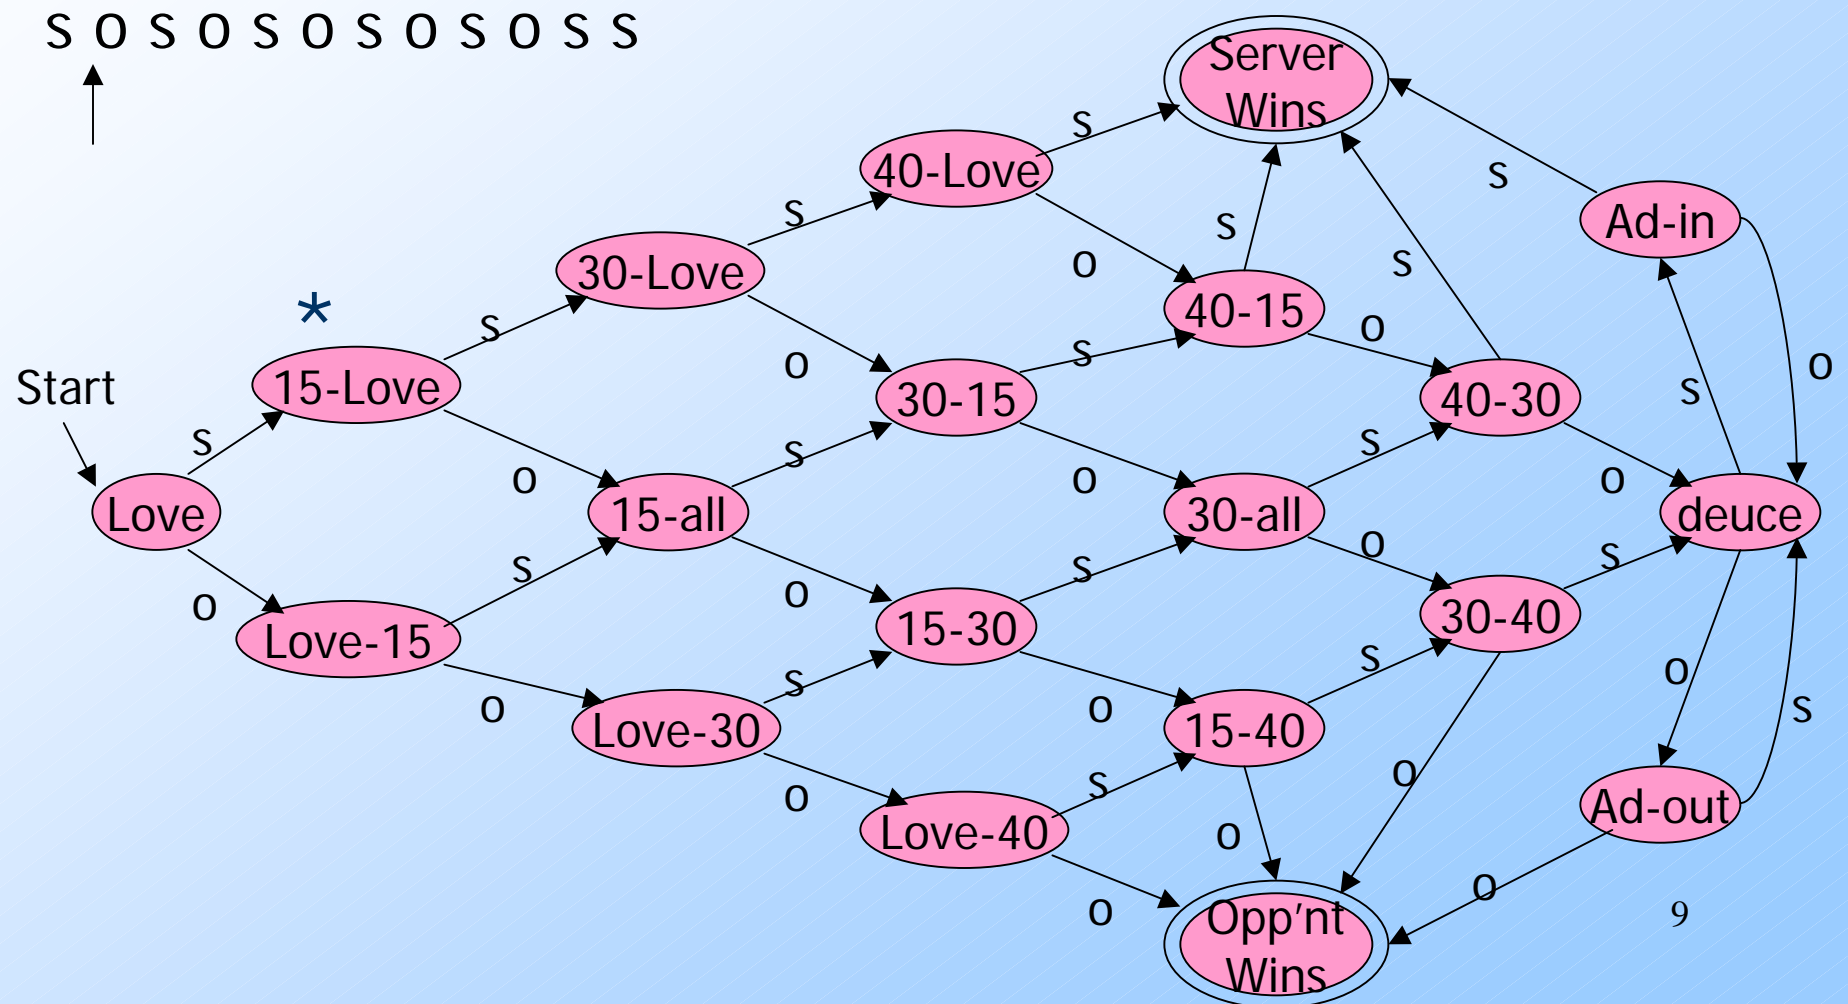 s o s o s o s o s o s s
Server
Wins
s
40-Love
s
s
Ad-in
s
s
30-Love
o
s
40-15
*
s
o
15-Love
s
o
o
Start
30-15
40-30
s
s
s
s
o
o
o
15-all
30-all
deuce
Love
o
s
s
s
o
o
15-30
30-40
Love-15
s
s
o
o
o
s
Love-30
15-40
o
s
o
Ad-out
Love-40
o
o
o
Opp'nt
Wins
9